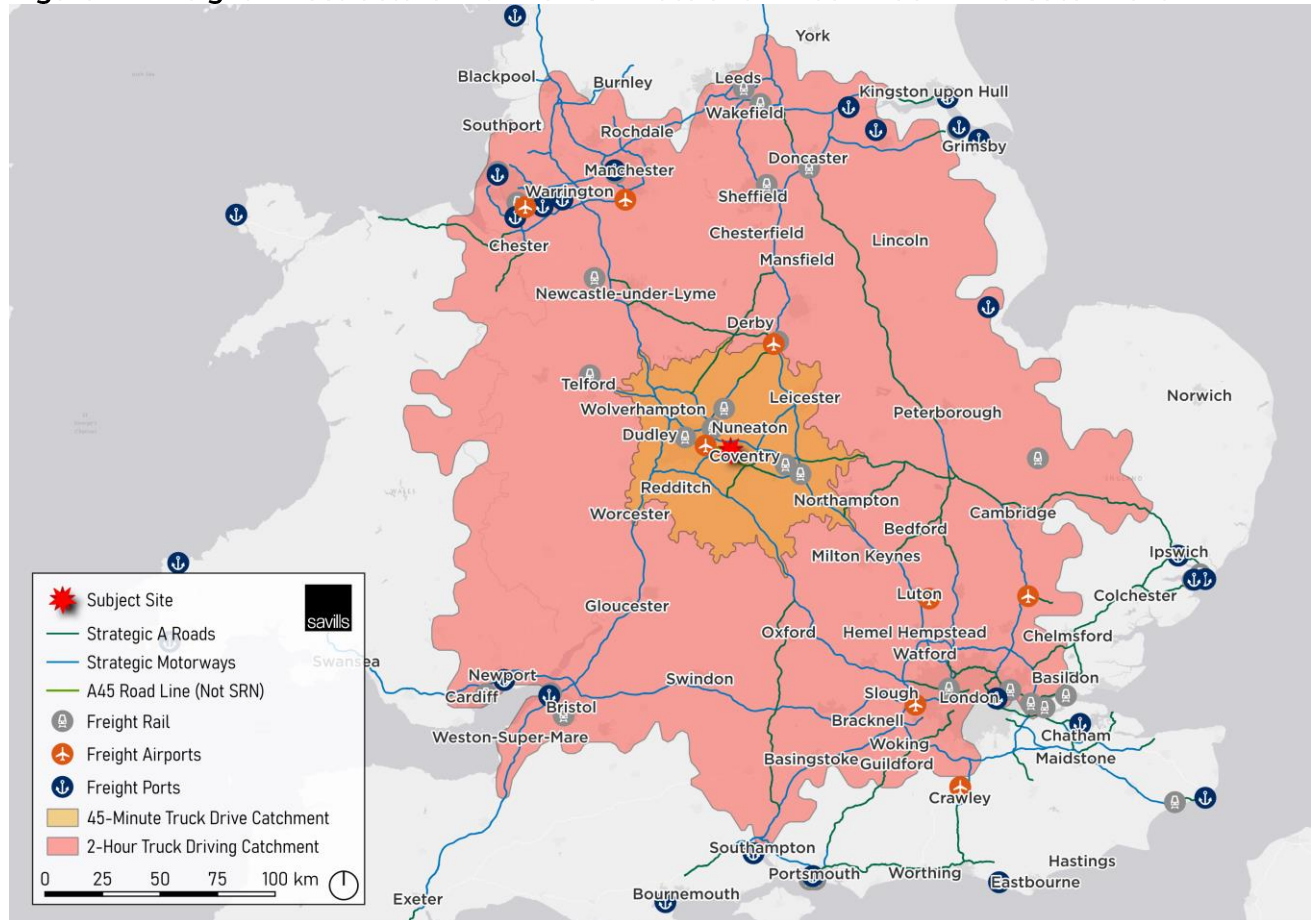 York
Blackpool
Burnley
Leeds
Kingston upon Hull
Wakefield
Southport
Rochdale
Grimsby
Doncaster
Manchester
Warrington
Sheffield
Chester
Chesterfield
Lincoln
Mansfield
Newcastle-under-Lyme
Derby
Telford
Leicester
Norwich
Wolverhampton
Peterborough
Dudley
Nuneaton
Coventry
Redditch
Northampton
Worcester
Cambridge
Bedford
Milton Keynes
Ipswich
Gloucester
Luton
Colchester
Oxford
Hemel Hempstead
Chelmsford
Watford
Swansea
Newport
Swindon
Basildon
Cardiff
Slough
London
Bristol
Bracknell
Chatham
Weston-Super-Mare
Woking
Basingstoke
Guildford
Maidstone
Crawley
Southampton
Hastings
Portsmouth
Worthing
Eastbourne
Bournemouth
Exeter
Subject Site
savills
Strategic A Roads
Strategic Motorways
A45 Road Line (Not SRN)
Freight Rail
Freight Airports
Freight Ports
45-Minute Truck Drive Catchment
2-Hour Truck Driving Catchment
0 25 50 75 100 km